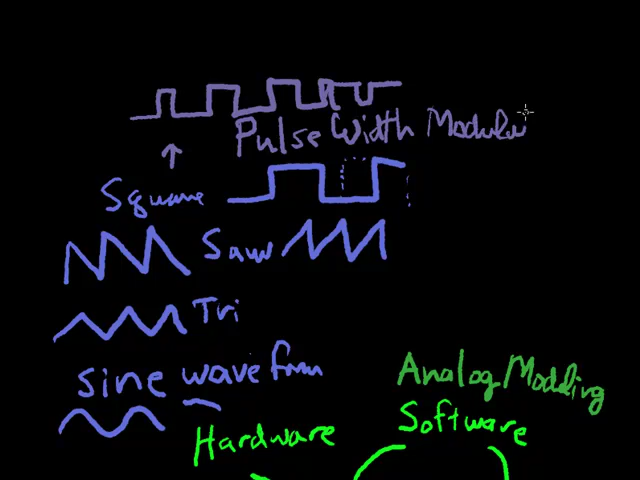 Pulse Width Modula
Square
Saw
Tri
sine wave form
Analog Modeling
Software
Hardware